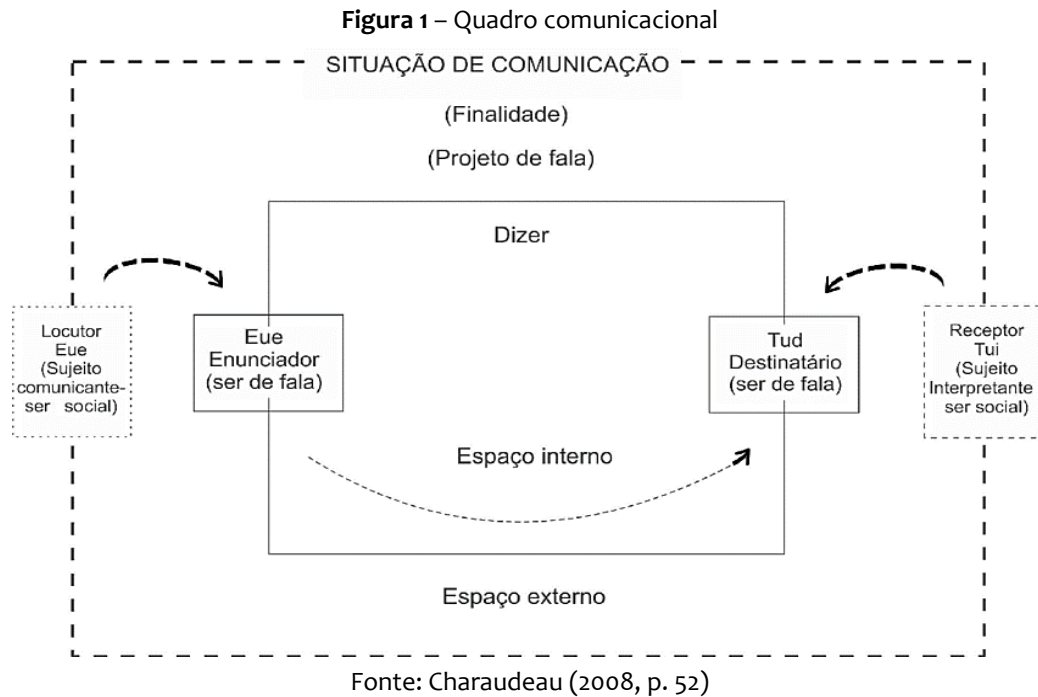 Figura 1 – Quadro comunicacional
SITUAÇÃO DE COMUNICAÇÃO
(Finalidade)
(Projeto de fala)
Dizer
Locutor
Eue
(Sujeito
comunicante-
ser social)
Eue
Enunciador
(ser de fala)
Tud
Destinatário
(ser de fala)
Receptor
Tui
(Sujeito
Interpretante
ser social)
Espaço interno
Espaço externo
Fonte: Charaudeau (2008, p. 52)